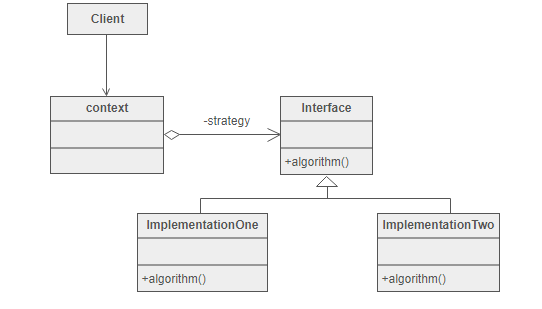 Client
context
-strategy
Interface
+algorithm()
ImplementationOne
+algorithm()
ImplementationTwo
+algorithm()